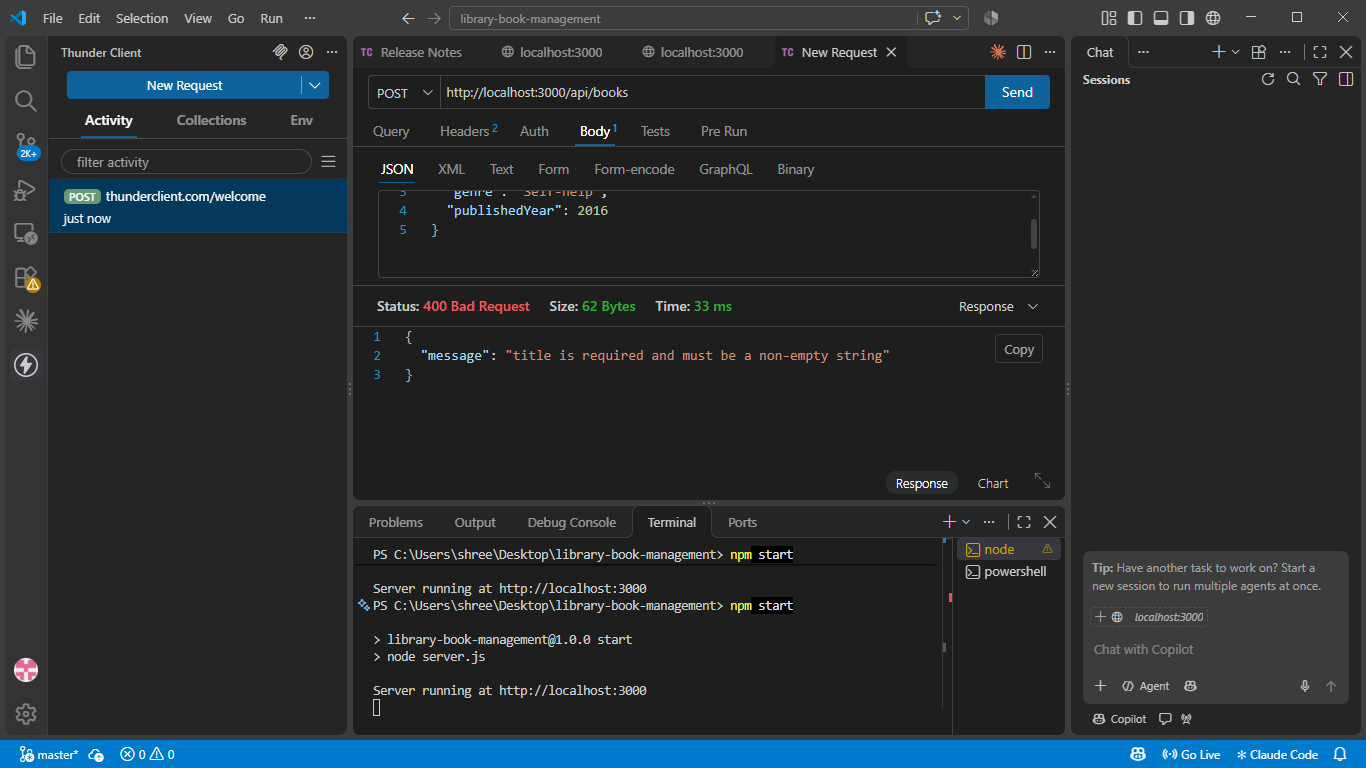 File Edit Selection View Go Run ···
library-book-management
Thunder Client
New Request
Activity Collections Env
filter activity
POST thunderclient.com/welcome
just now
2K+
TC Release Notes
localhost:3000
localhost:3000
TC New Request
POST http://localhost:3000/api/books Send
Query Headers 2 Auth Body 1 Tests Pre Run
JSON XML Text Form Form-encode GraphQL Binary
3 "genre": "Self-help",
4 "publishedYear": 2016
5 }
Status: 400 Bad Request Size: 62 Bytes Time: 33 ms Response
1 {
2 "message": "title is required and must be a non-empty string"
3 }
Copy
Response Chart
Problems Output Debug Console Terminal Ports
PS C:\Users\shree\Desktop\library-book-management> npm start
Server running at http://localhost:3000
PS C:\Users\shree\Desktop\library-book-management> npm start
> library-book-management@1.0.0 start
> node server.js
Server running at http://localhost:3000
node
powershell
Chat
Sessions
Tip: Have another task to work on? Start a
new session to run multiple agents at once.
localhost:3000
Chat with Copilot
Agent
Copilot
master* 0 0 Go Live Claude Code